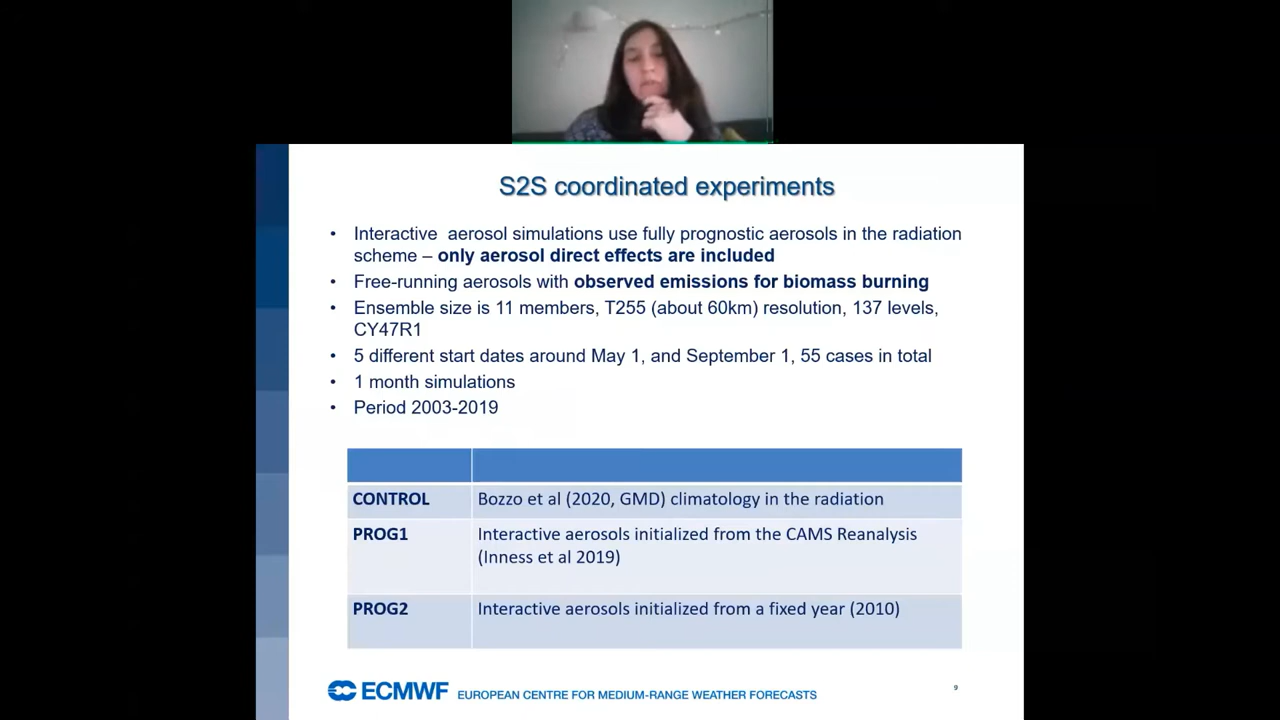 S2S coordinated experiments
• Interactive aerosol simulations use fully prognostic aerosols in the radiation
scheme – only aerosol direct effects are included
• Free-running aerosols with observed emissions for biomass burning
• Ensemble size is 11 members, T255 (about 60km) resolution, 137 levels,
CY47R1
• 5 different start dates around May 1, and September 1, 55 cases in total
• 1 month simulations
• Period 2003-2019
CONTROL Bozzo et al (2020, GMD) climatology in the radiation
PROG1 Interactive aerosols initialized from the CAMS Reanalysis
(Inness et al 2019)
PROG2 Interactive aerosols initialized from a fixed year (2010)
ECMWF EUROPEAN CENTRE FOR MEDIUM-RANGE WEATHER FORECASTS
9